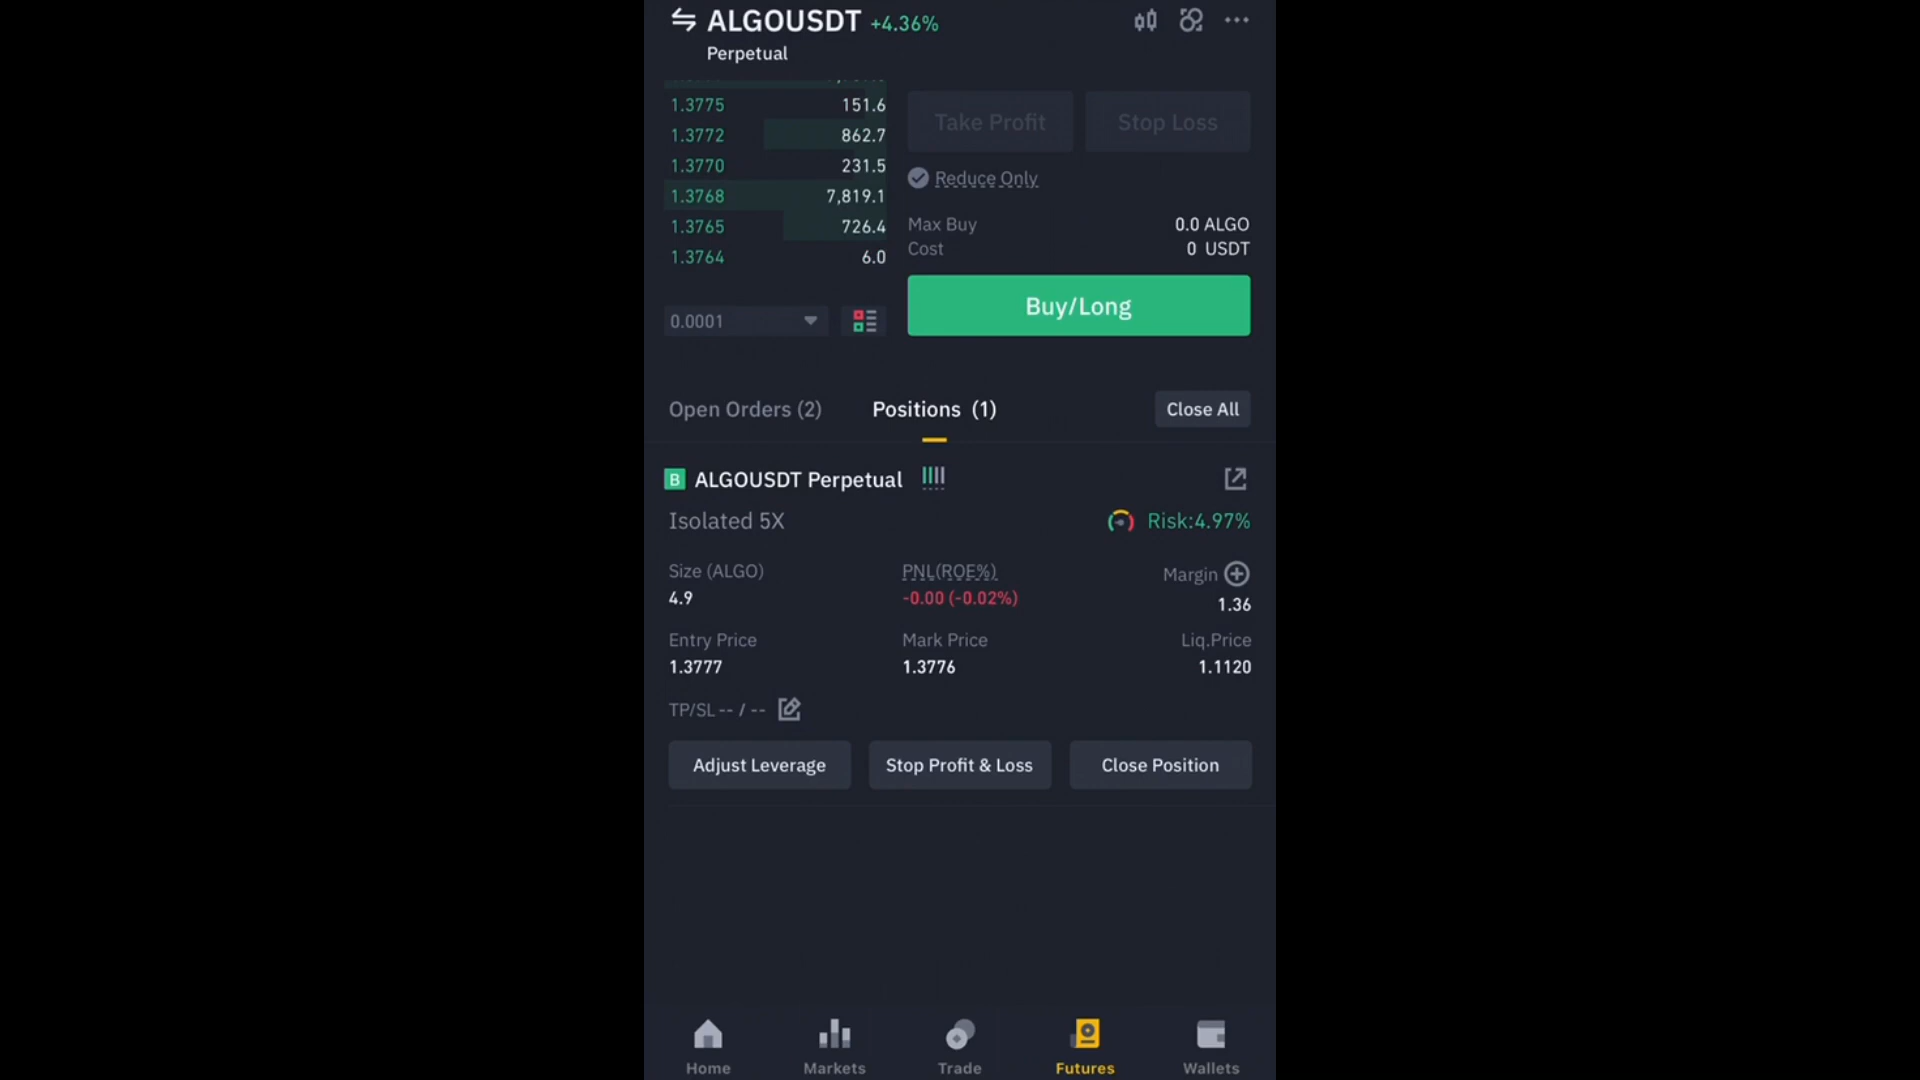 ALGOUSDT +4.36%
Perpetual
1.3775 151.6
1.3772 862.7
1.3770 231.5
1.3768 7,819.1
1.3765 726.4
1.3764 6.0
0.0001
Take Profit Stop Loss
Reduce Only
Max Buy 0.0 ALGO
Cost 0 USDT
Buy/Long
Open Orders (2) Positions (1) Close All
B ALGOUSDT Perpetual
Isolated 5X Risk:4.97%
Size (ALGO) PNL(ROE%) Margin
4.9 -0.00 (-0.02%) 1.36
Entry Price Mark Price Liq.Price
1.3777 1.3776 1.1120
TP/SL -- / --
Adjust Leverage Stop Profit & Loss Close Position
Home Markets Trade Futures Wallets